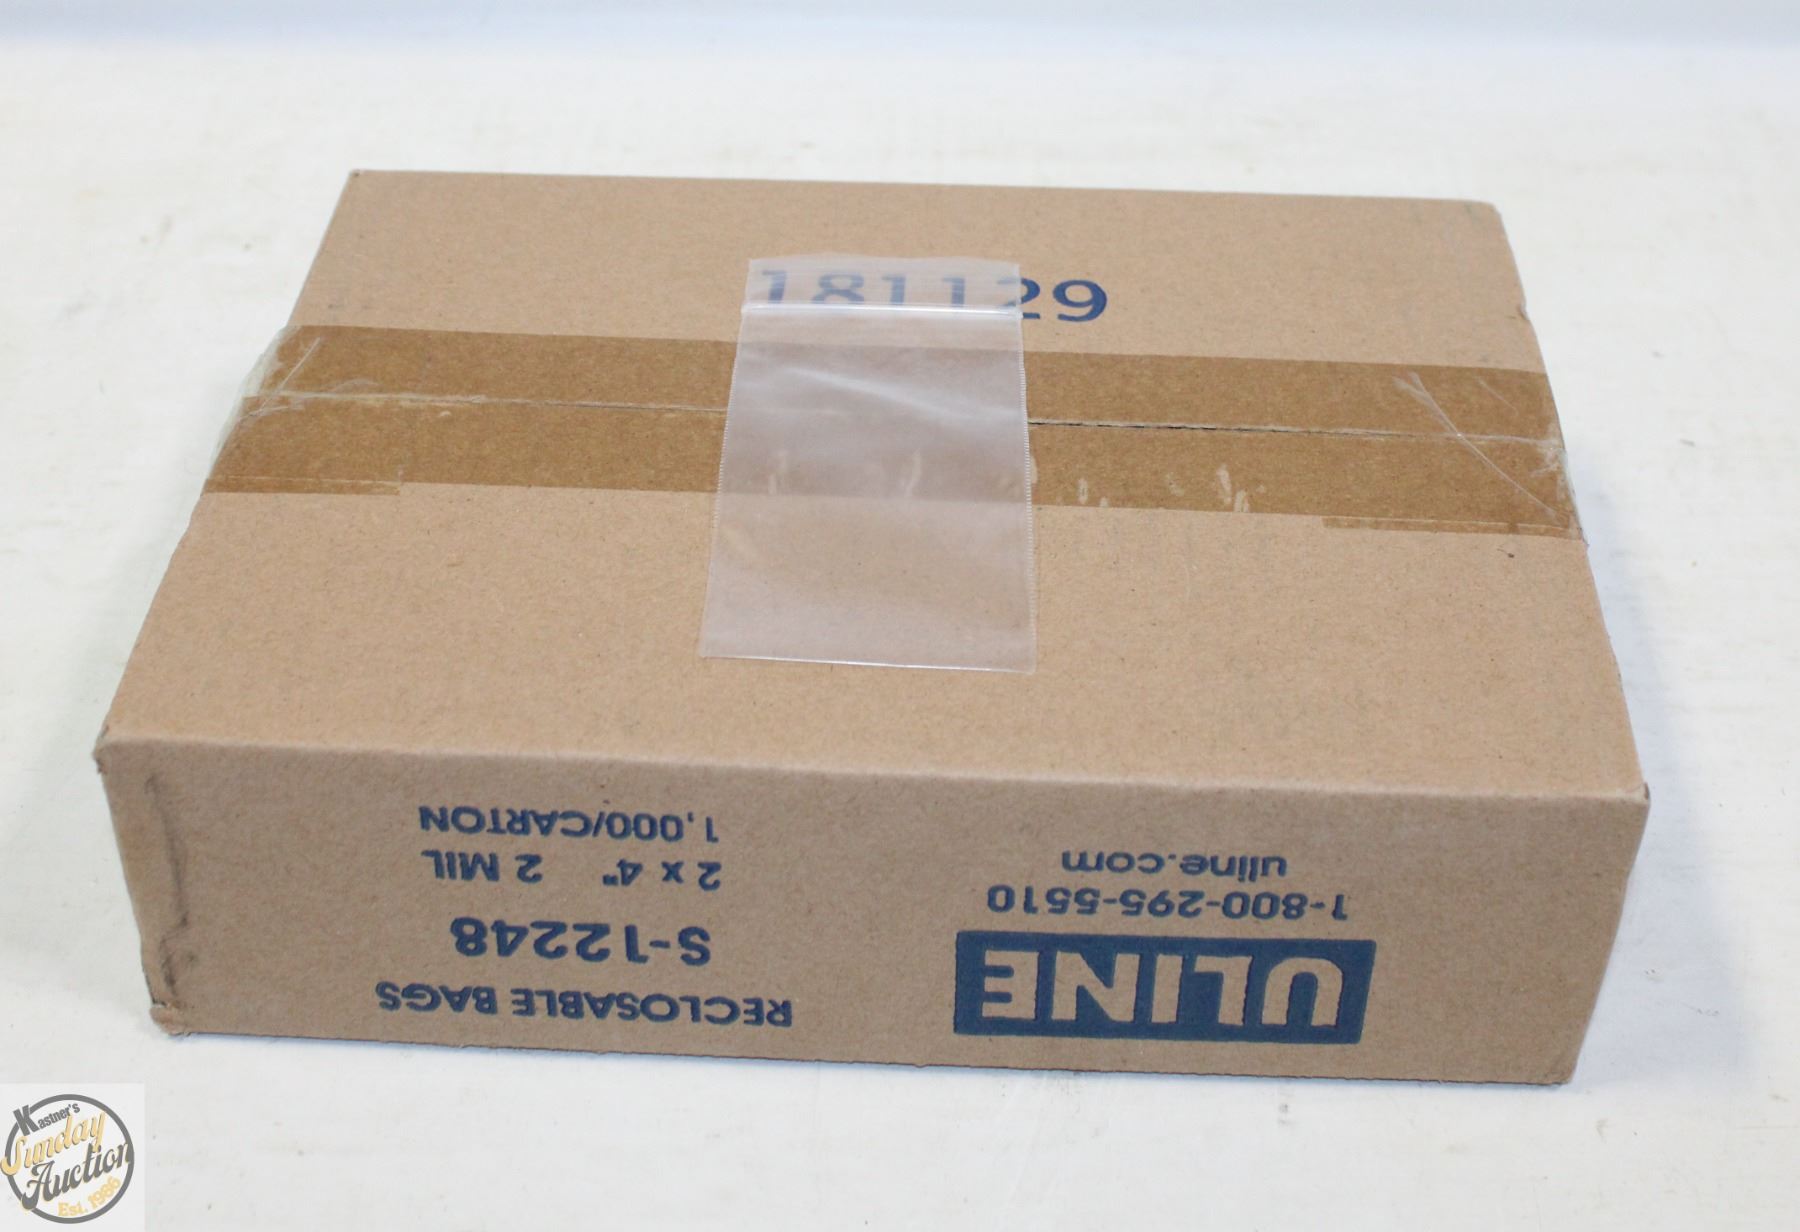 181129
RECLOSABLE BAGS
S-12248
2 x 4" 2 MIL
1,000/CARTON
ULINE
1-800-295-5510
uline.com
Kastner's
Sunday
Auction
Est. 1986